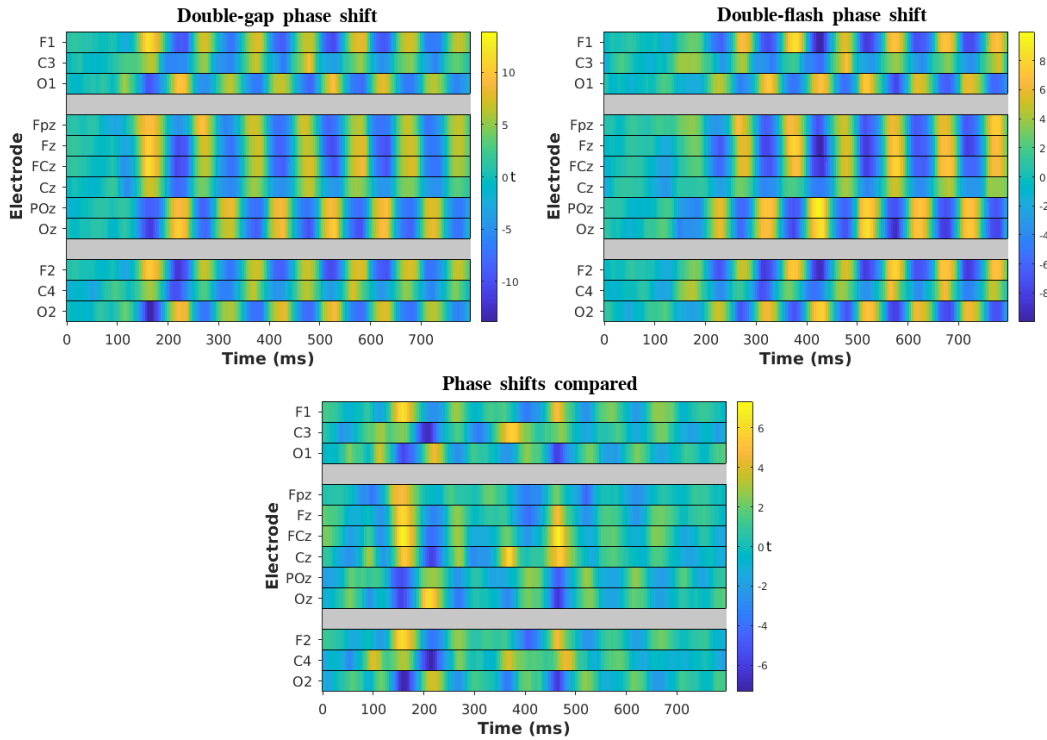 Double-gap phase shift
Electrode
F1
C3
O1
Fpz
Fz
FCz
Cz
POz
Oz
F2
C4
O2
0 100 200 300 400 500 600 700
Time (ms)
10
5
0 t
-5
-10
Double-flash phase shift
Electrode
F1
C3
O1
Fpz
Fz
FCz
Cz
POz
Oz
F2
C4
O2
0 100 200 300 400 500 600 700
Time (ms)
8
6
4
2
0
-2
-4
-6
-8
Phase shifts compared
Electrode
F1
C3
O1
Fpz
Fz
FCz
Cz
POz
Oz
F2
C4
O2
0 100 200 300 400 500 600 700
Time (ms)
6
4
2
0 t
-2
-4
-6